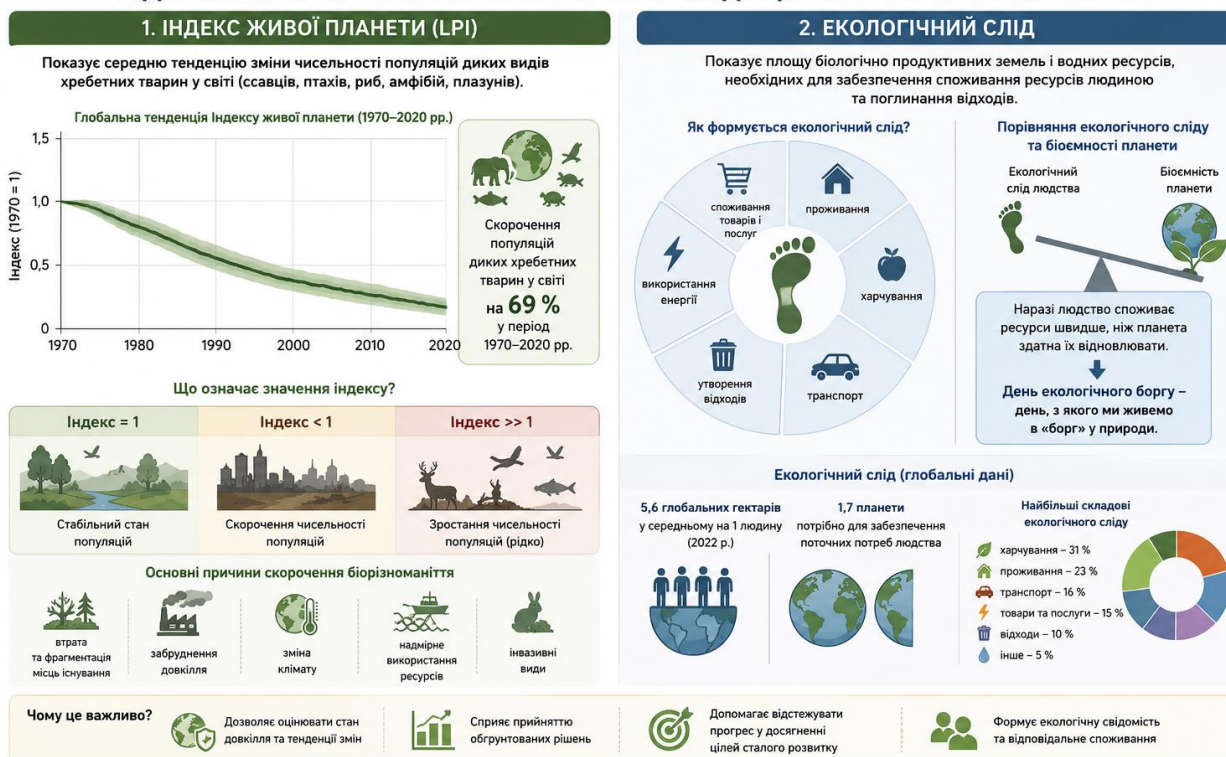 1. ІНДЕКС ЖИВОЇ ПЛАНЕТИ (LPI)
Показує середню тенденцію зміни чисельності популяцій диких видів
хребетних тварин у світі (ссавців, птахів, риб, амфібій, плазунів).
Глобальна тенденція Індексу живої планети (1970–2020 рр.)
Індекс (1970 = 1)
1,5
1,0
0,5
0
1970
1980
1990
2000
2010
2020
Скорочення
популяцій
диких хребетних
тварин у світі
на 69 %
у період
1970–2020 рр.
Що означає значення індексу?
Індекс = 1
Стабільний стан
популяцій
Індекс < 1
Скорочення чисельності
популяцій
Індекс >> 1
Зростання чисельності
популяцій (рідко)
Основні причини скорочення біорізноманіття
втрата
та фрагментація
місць існування
забруднення
довкілля
зміна
клімату
надмірне
використання
ресурсів
інвазивні
види
2. ЕКОЛОГІЧНИЙ СЛІД
Показує площу біологічно продуктивних земель і водних ресурсів,
необхідних для забезпечення споживання ресурсів людиною
та поглинання відходів.
Як формується екологічний слід?
споживання
товарів і
послуг
проживання
використання
енергії
харчування
утворення
відходів
транспорт
Порівняння екологічного сліду
та біоємності планети
Екологічний
слід людства
Біоємність
планети
Наразі людство споживає
ресурси швидше, ніж планета
здатна їх відновлювати.
День екологічного боргу –
день, з якого ми живемо
в «борг» у природи.
Екологічний слід (глобальні дані)
5,6 глобальних гектарів
у середньому на 1 людину
(2022 р.)
1,7 планети
потрібно для забезпечення
поточних потреб людства
Найбільші складові
екологічного сліду
харчування – 31 %
проживання – 23 %
транспорт – 16 %
товари та послуги – 15 %
відходи – 10 %
інше – 5 %
Чому це важливо?
Дозволяє оцінювати стан
довкілля та тенденції змін
Сприяє прийняттю
обґрунтованих рішень
Допомагає відстежувати
прогрес у досягненні
цілей сталого розвитку
Формує екологічну свідомість
та відповідальне споживання